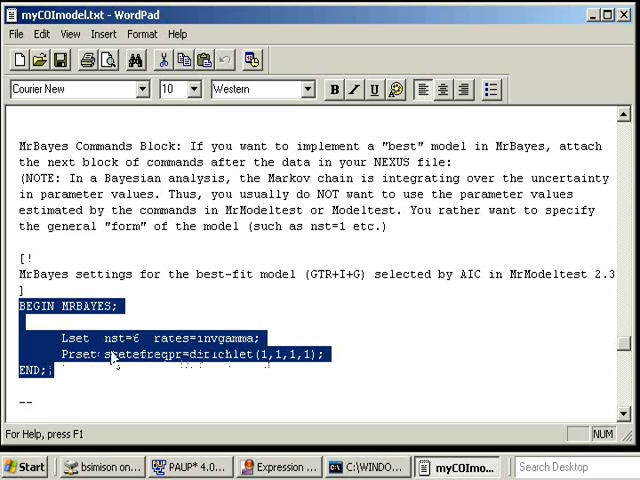 myCOImodel.txt - WordPad
File Edit View Insert Format Help
Courier New 10 Western B I U
MrBayes Commands Block: If you want to implement a "best" model in MrBayes, attach
the next block of commands after the data in your NEXUS file:
(NOTE: In a Bayesian analysis, the Markov chain is integrating over the uncertainty
in parameter values. Thus, you usually do NOT want to use the parameter values
estimated by the commands in MrModeltest or Modeltest. You rather want to specify
the general "form" of the model (such as nst=1 etc.)
[!
MrBayes settings for the best-fit model (GTR+I+G) selected by AIC in MrModeltest 2.3
]
BEGIN MRBAYES;
Lset nst=6 rates=invgamma;
Prset statefreqpr=dirichlet(1,1,1,1);
END;
--
For Help, press F1 NUM
Start bsimison on... PAUP* 4.0... Expression ... C:\WINDO... myCOImo... Search Desktop